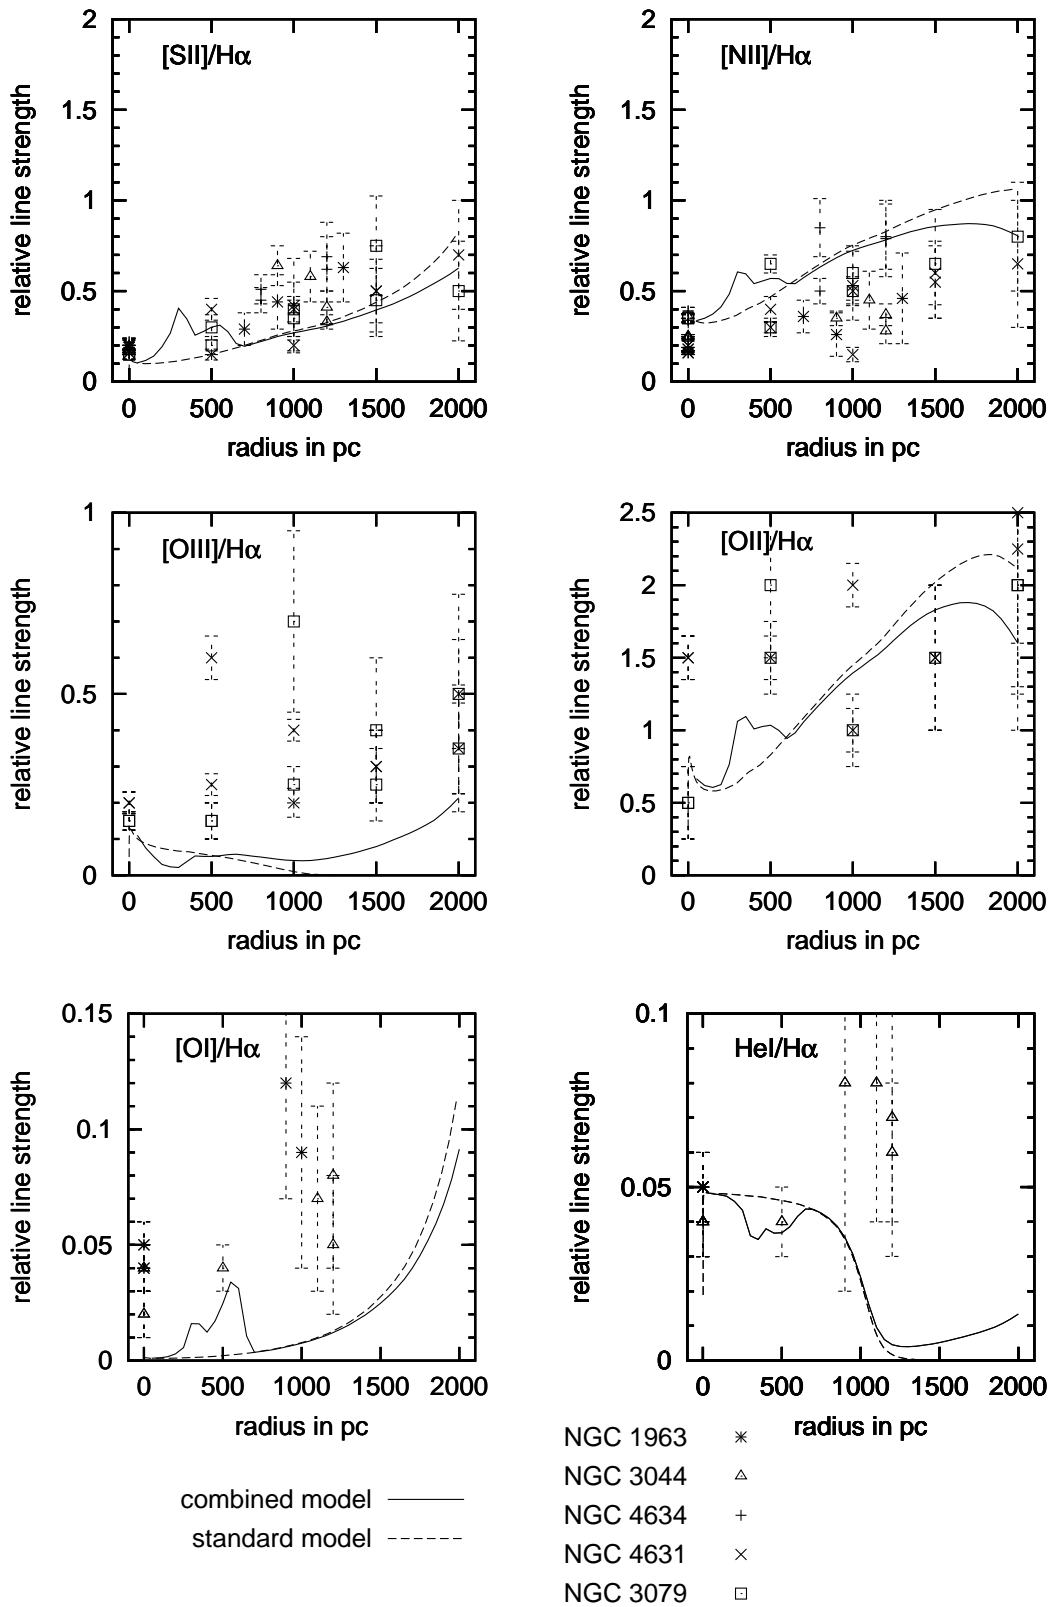 [SII]/Hα
relative line strength
2
1.5
1
0.5
0
0 500 1000 1500 2000
radius in pc
[NII]/Hα
relative line strength
2
1.5
1
0.5
0
0 500 1000 1500 2000
radius in pc
[OIII]/Hα
relative line strength
1
0.5
0
0 500 1000 1500 2000
radius in pc
[OII]/Hα
relative line strength
2.5
2
1.5
1
0.5
0
0 500 1000 1500 2000
radius in pc
[OI]/Hα
relative line strength
0.15
0.1
0.05
0
0 500 1000 1500 2000
radius in pc
HeI/Hα
relative line strength
0.1
0.05
0
0 500 1000 1500 2000
radius in pc
combined model
standard model
NGC 1963
NGC 3044
NGC 4634
NGC 4631
NGC 3079